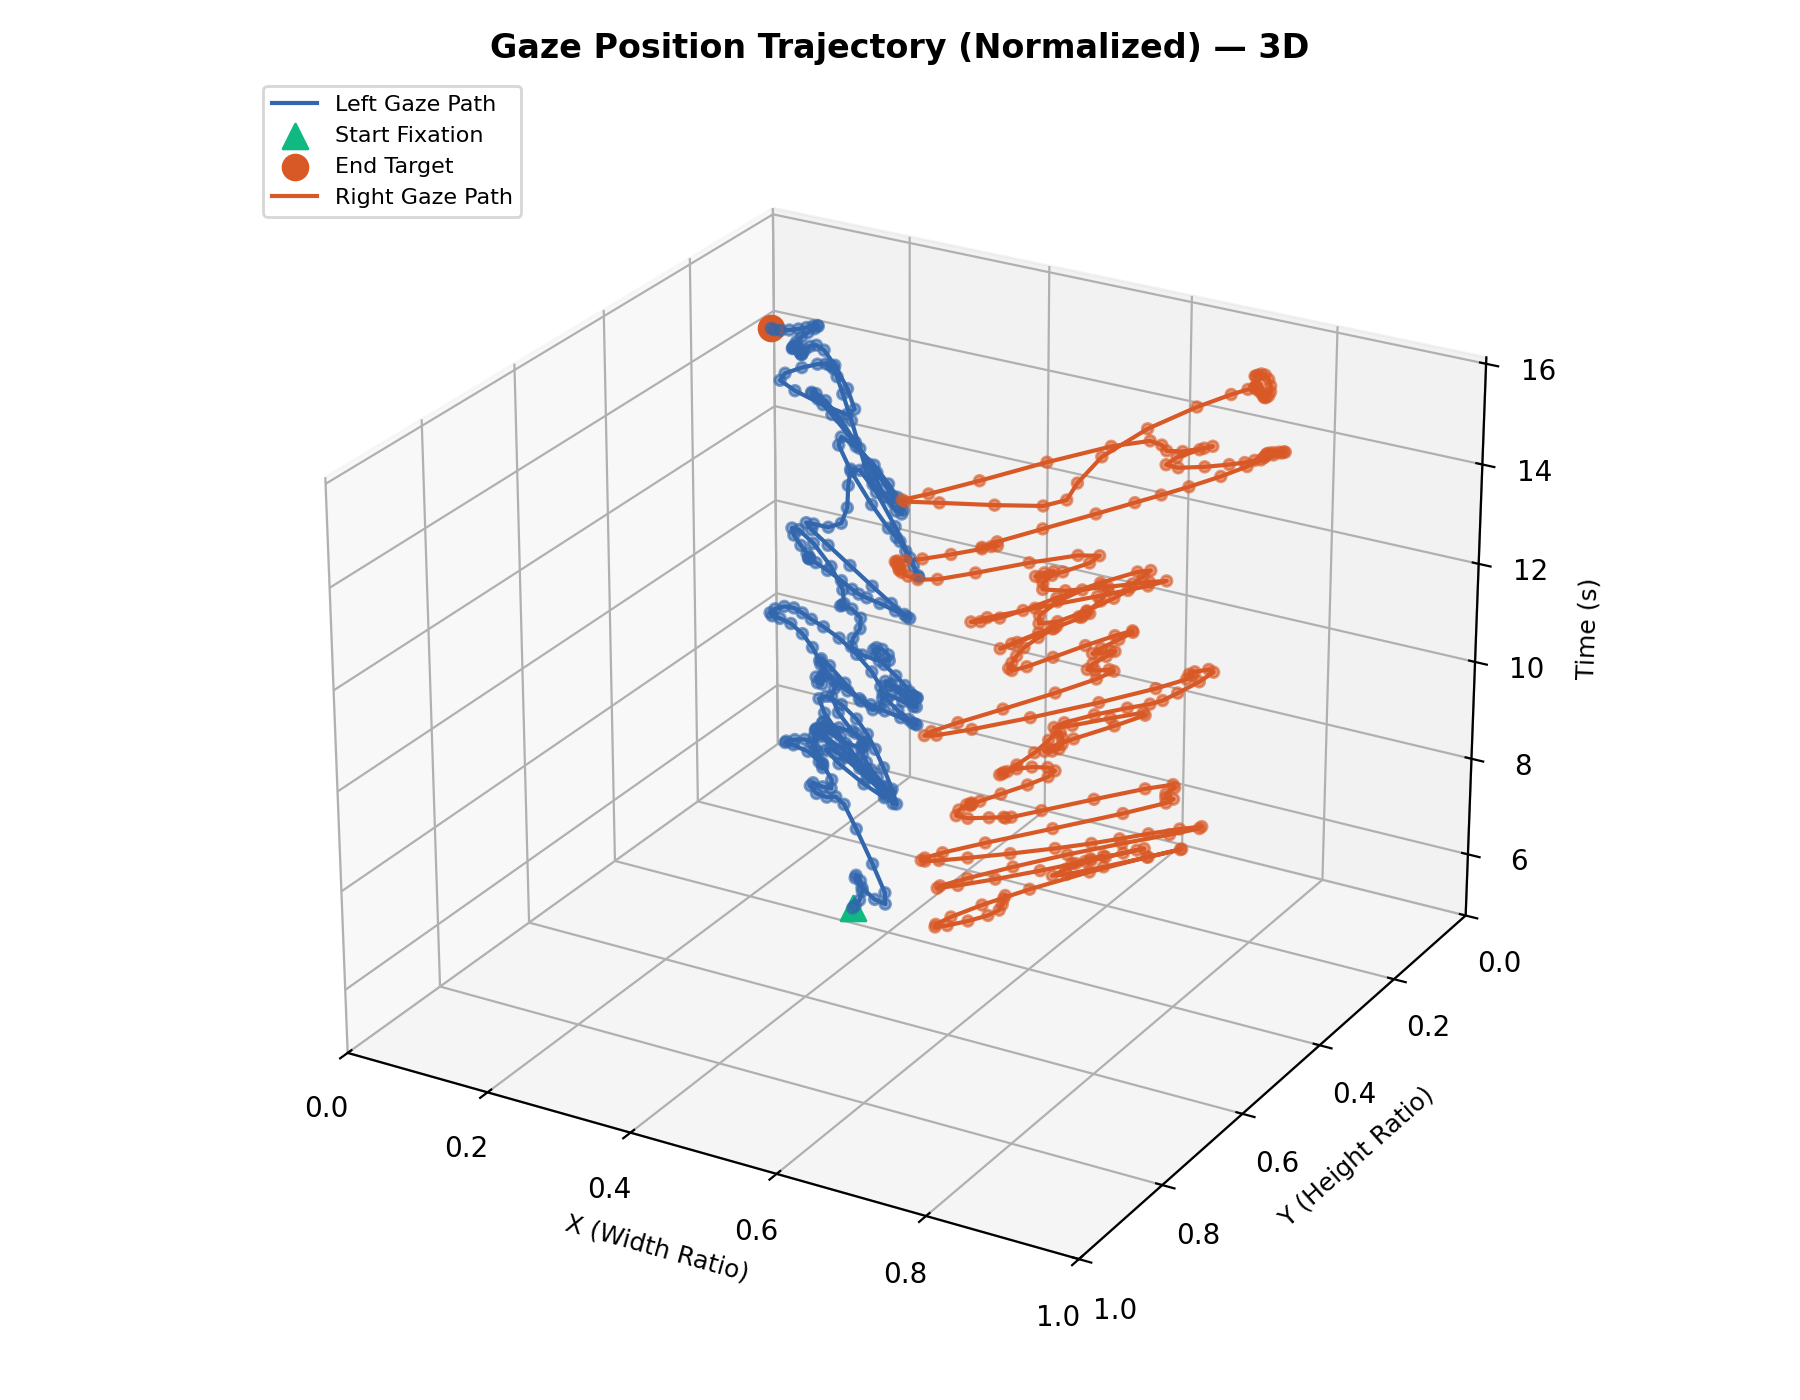 Gaze Position Trajectory (Normalized) — 3D
Left Gaze Path
Start Fixation
End Target
Right Gaze Path
16
14
12
10
8
6
Time (s)
0.0
0.2
0.4
0.6
0.8
1.0
Y (Height Ratio)
0.0
0.2
0.4
0.6
0.8
1.0
X (Width Ratio)